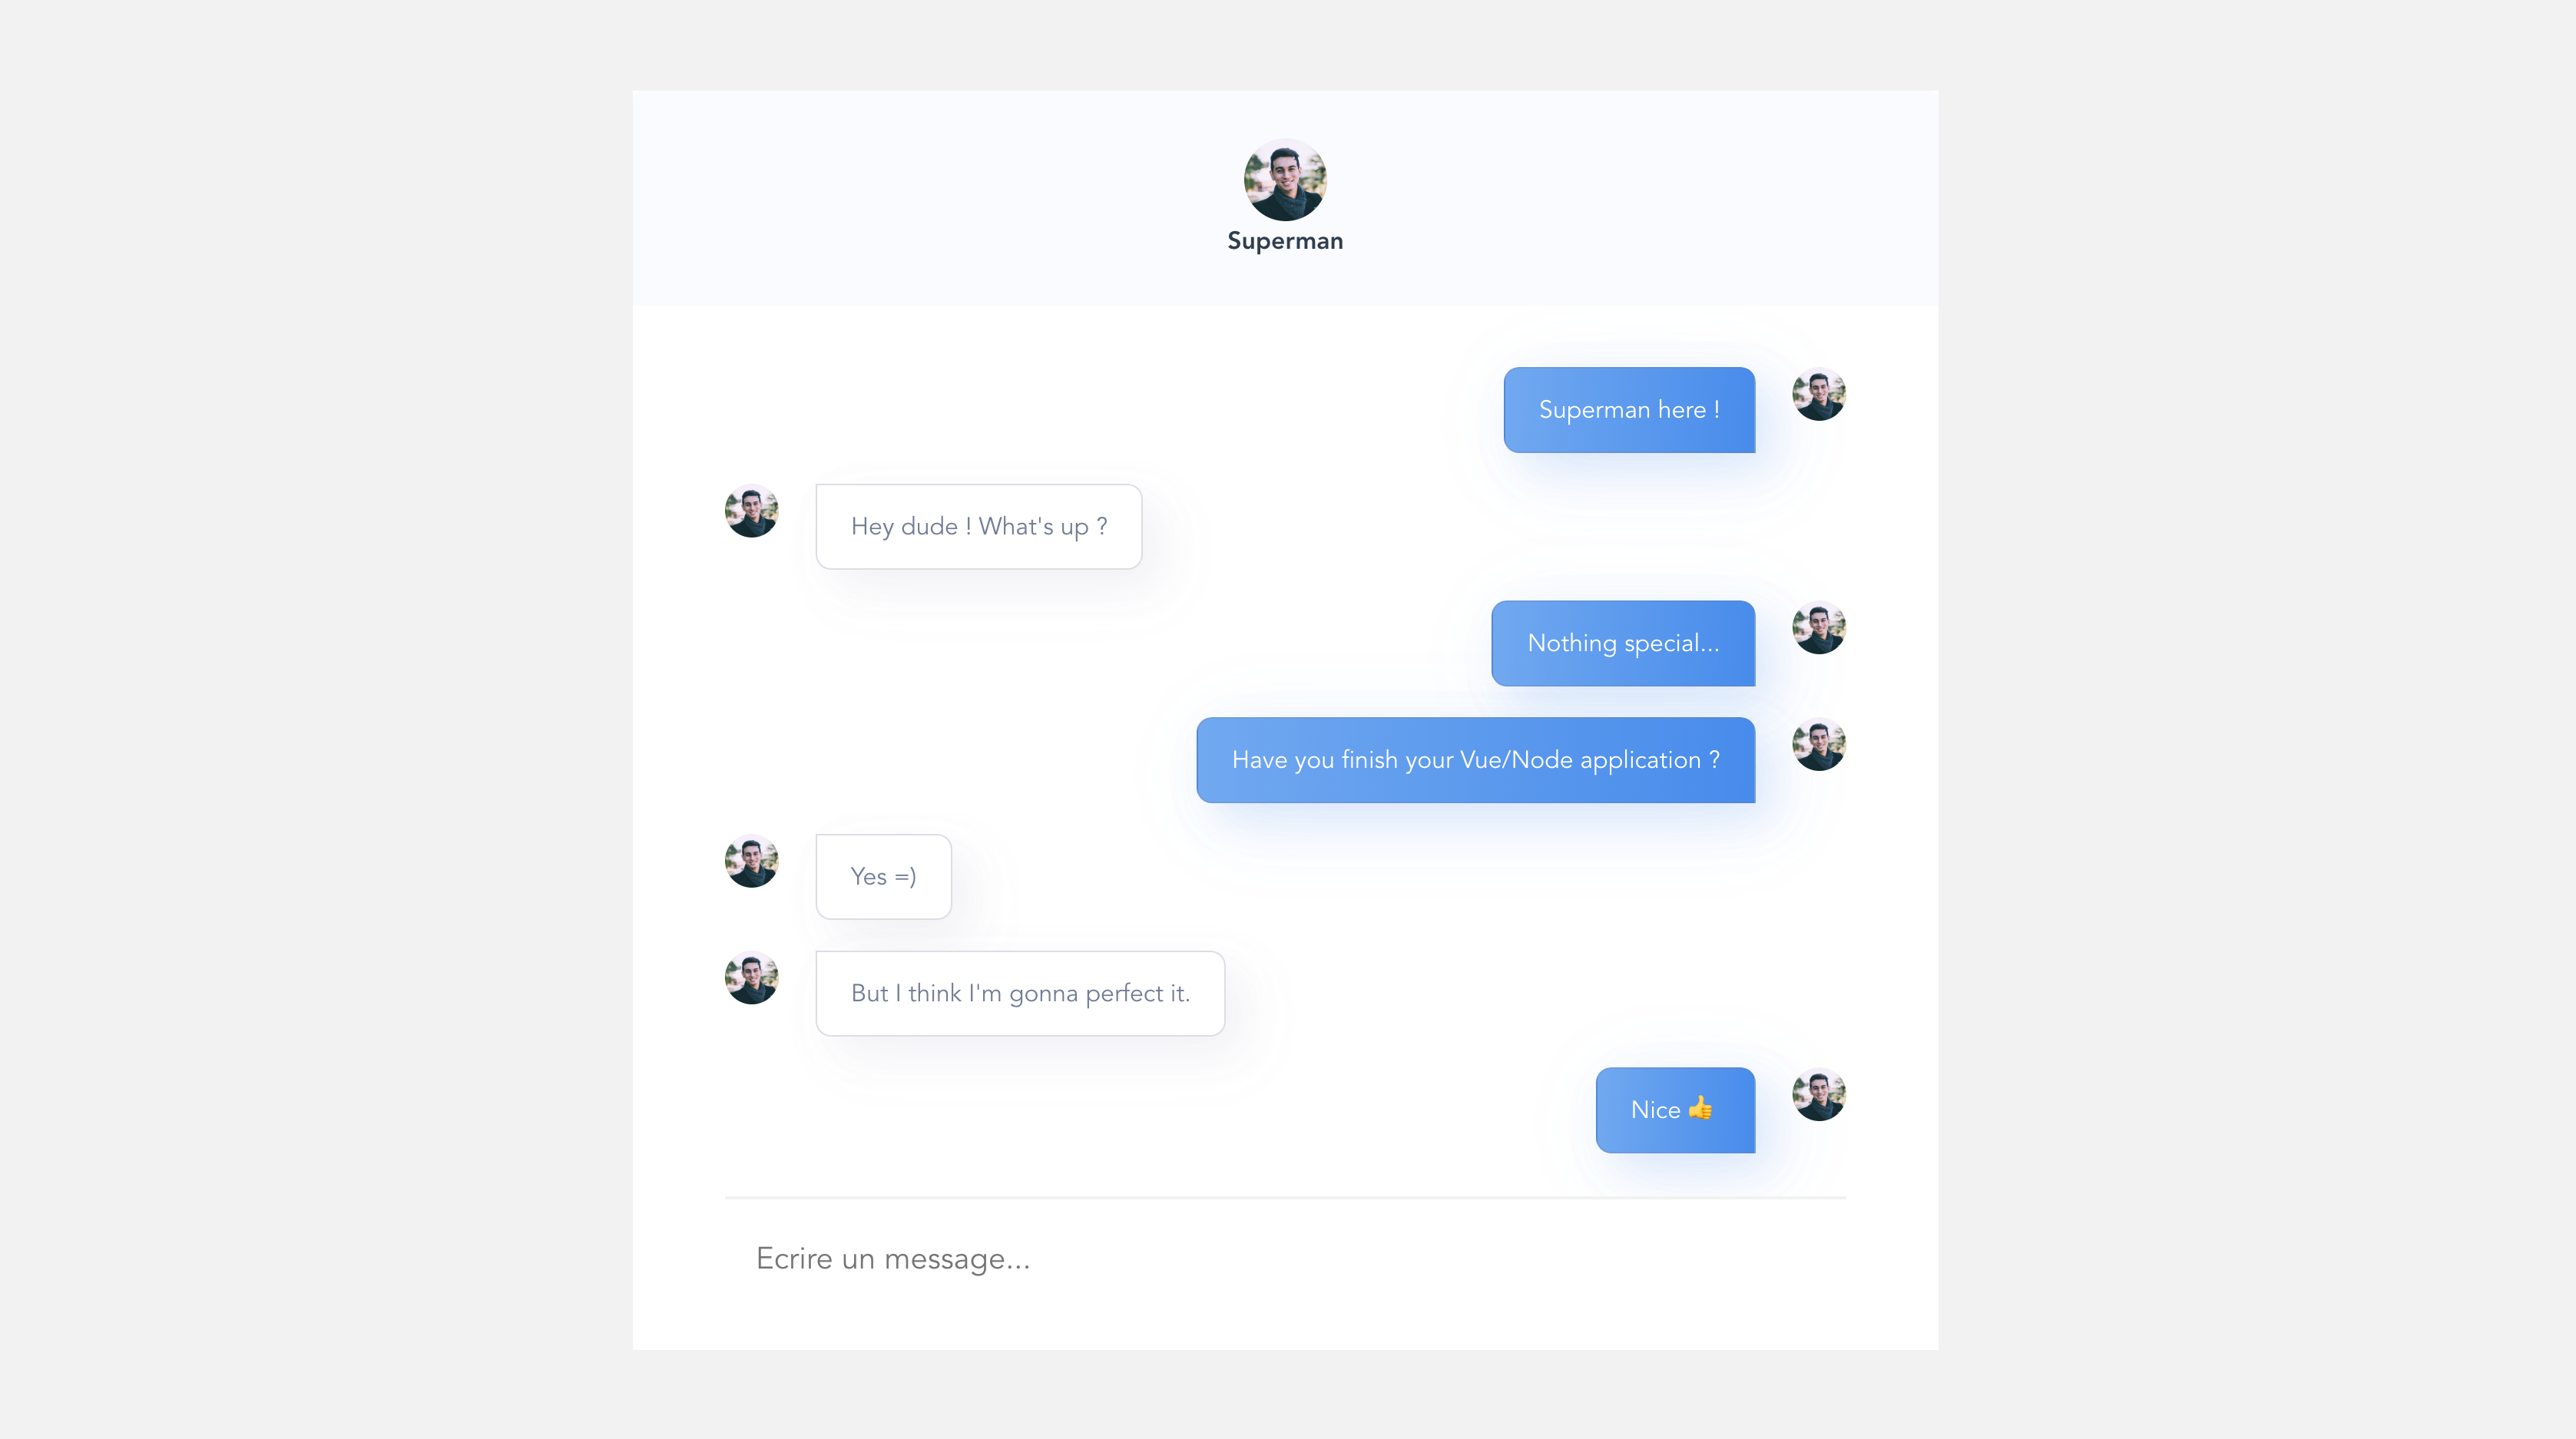 Superman
Superman here !
Hey dude ! What's up ?
Nothing special...
Have you finish your Vue/Node application ?
Yes =)
But I think I'm gonna perfect it.
Nice 👍
Ecrire un message...